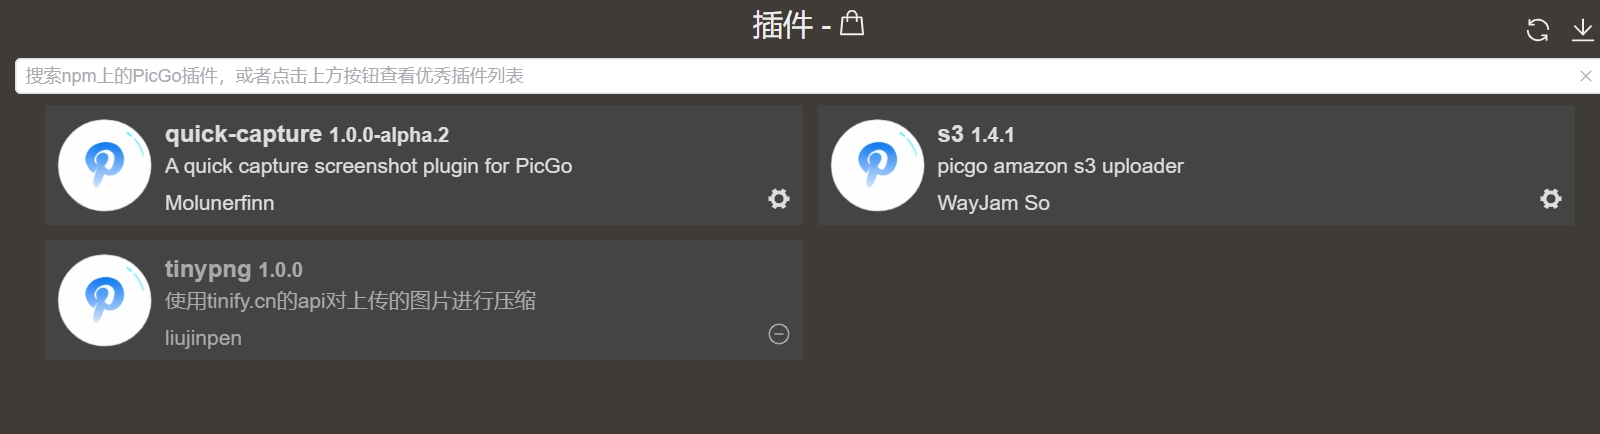 插件 -
搜索npm上的PicGo插件，或者点击上方按钮查看优秀插件列表
quick-capture 1.0.0-alpha.2
A quick capture screenshot plugin for PicGo
Molunerfinn
s3 1.4.1
picgo amazon s3 uploader
WayJam So
tinypng 1.0.0
使用tinify.cn的api对上传的图片进行压缩
liujinpen